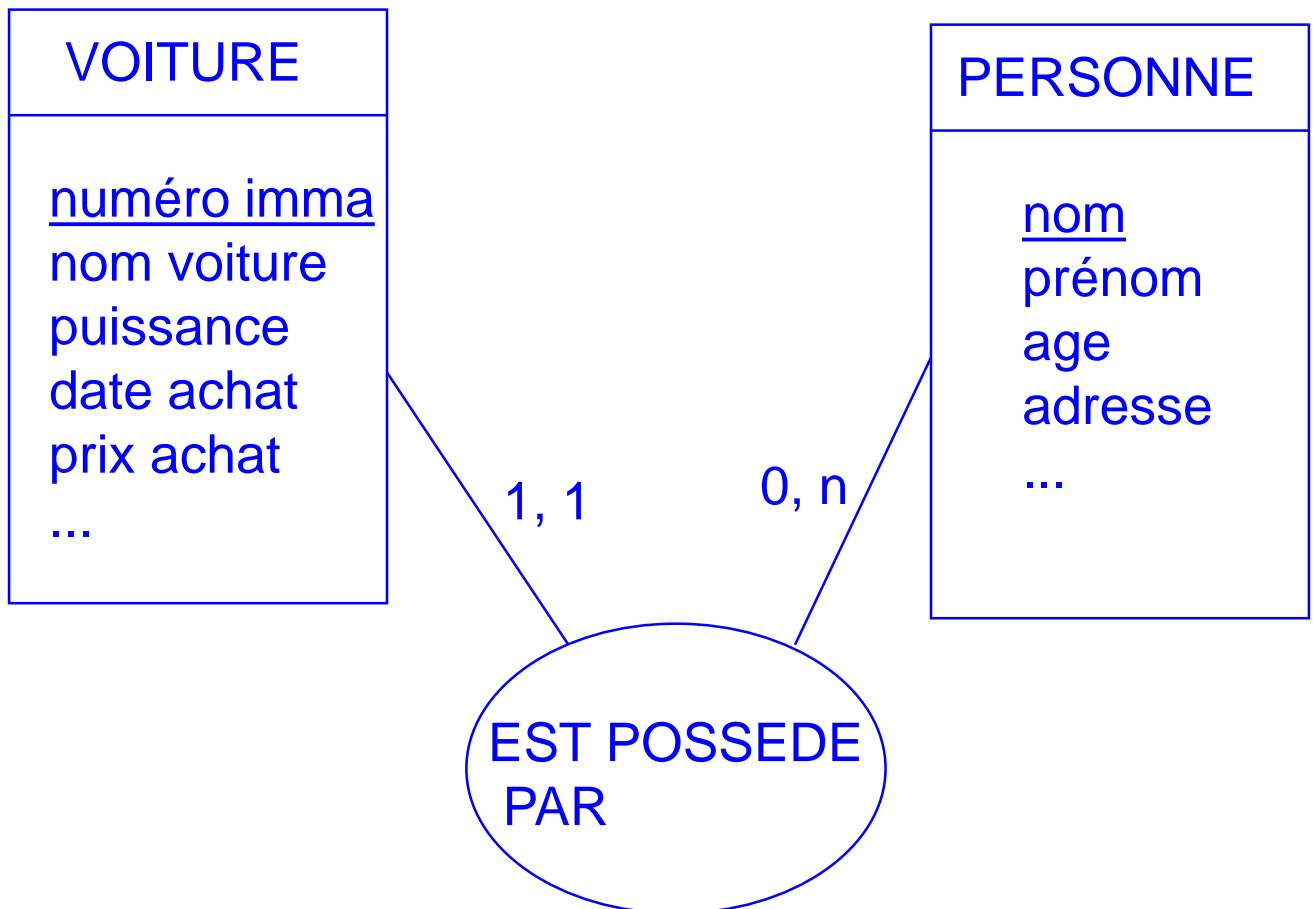 VOITURE
numéro imma
nom voiture
puissance
date achat
prix achat
...
PERSONNE
nom
prénom
age
adresse
...
1, 1
0, n
EST POSSEDE
PAR